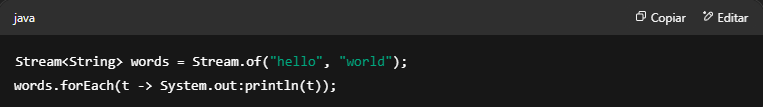 java Copiar Editar
Stream<String> words = Stream.of("hello", "world");
words.forEach(t -> System.out:println(t));